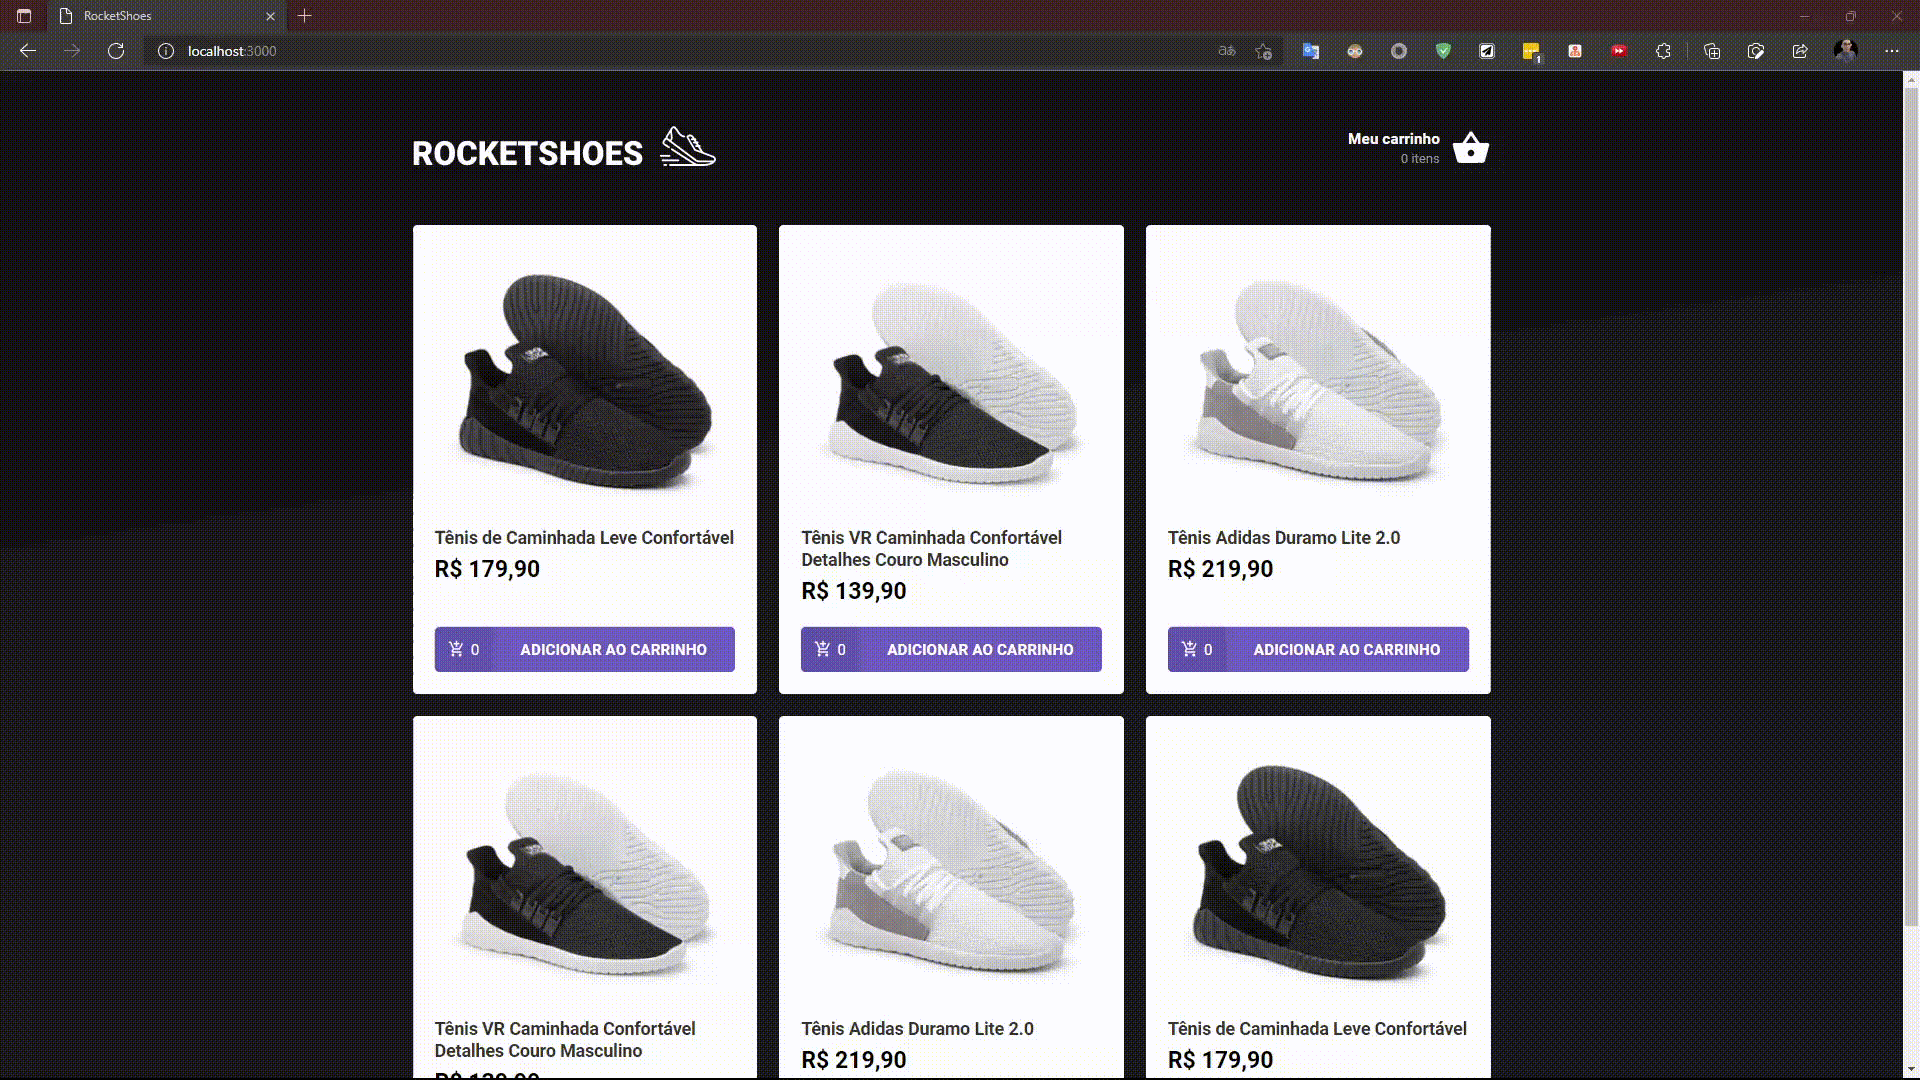 RocketShoes
localhost:3000
1
ROCKETSHOES
Meu carrinho
0 itens
Tênis de Caminhada Leve Confortável
R$ 179,90
0 ADICIONAR AO CARRINHO
Tênis VR Caminhada Confortável
Detalhes Couro Masculino
R$ 139,90
0 ADICIONAR AO CARRINHO
Tênis Adidas Duramo Lite 2.0
R$ 219,90
0 ADICIONAR AO CARRINHO
Tênis VR Caminhada Confortável
Detalhes Couro Masculino
R$ 139,90
Tênis Adidas Duramo Lite 2.0
R$ 219,90
Tênis de Caminhada Leve Confortável
R$ 179,90